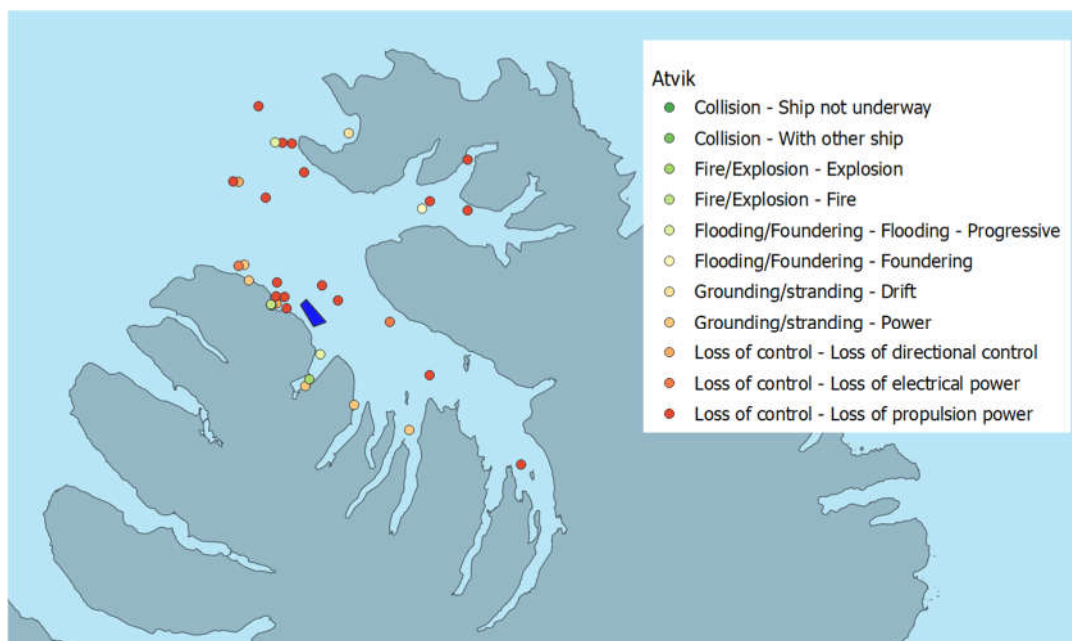 Atvik
Collision - Ship not underway
Collision - With other ship
Fire/Explosion - Explosion
Fire/Explosion - Fire
Flooding/Foundering - Flooding - Progressive
Flooding/Foundering - Foundering
Grounding/stranding - Drift
Grounding/stranding - Power
Loss of control - Loss of directional control
Loss of control - Loss of electrical power
Loss of control - Loss of propulsion power